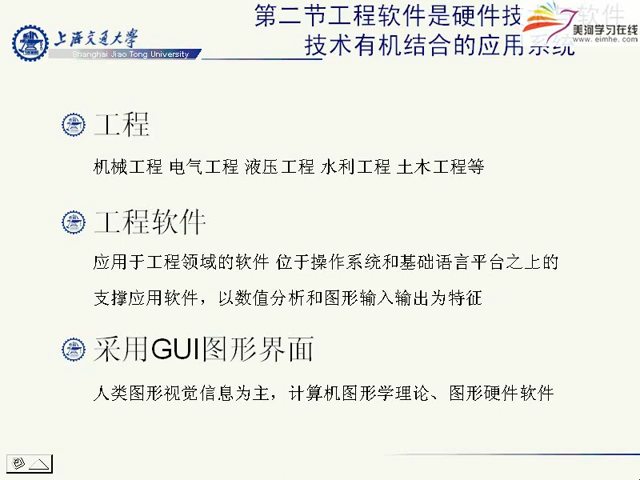 第二节工程软件是硬件技 软件
技术有机结合的应用系统
美河学习在线
www.eimhe.com
上海交通大学
Shanghai Jiao Tong University
工程
机械工程 电气工程 液压工程 水利工程 土木工程等
工程软件
应用于工程领域的软件 位于操作系统和基础语言平台之上的
支撑应用软件，以数值分析和图形输入输出为特征
采用GUI图形界面
人类图形视觉信息为主，计算机图形学理论、图形硬件软件